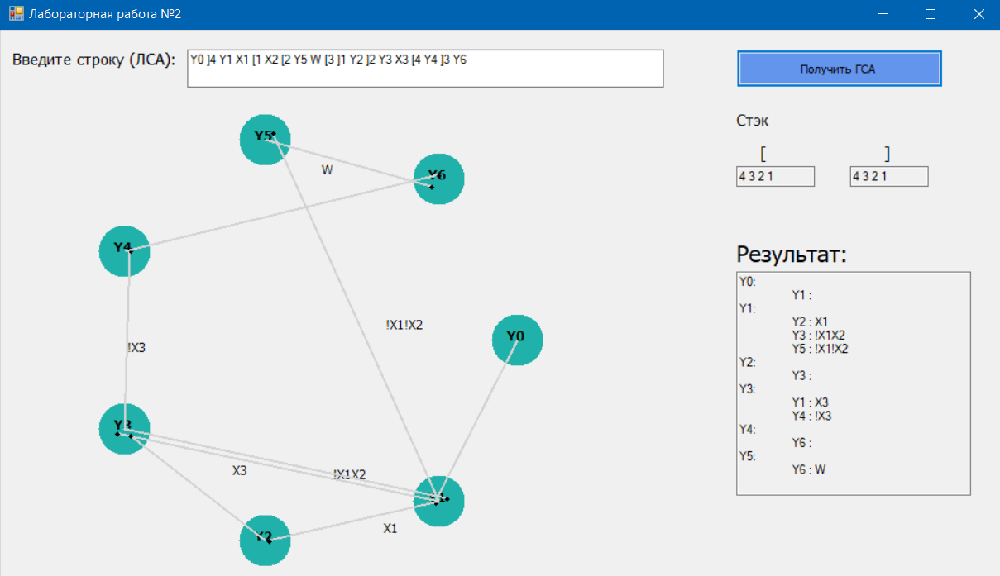 Лабораторная работа №2
Введите строку (ЛСА):
Y0 ]4 Y1 X1 [1 X2 [2 Y5 W [3 ]1 Y2 ]2 Y3 X3 [4 Y4 ]3 Y6
Получить ГСА
Стэк
[ ]
4 3 2 1 4 3 2 1
Y5
W
Y6
Y4
!X1!X2
Y0
!X3
Y3
X3
!X1X2
X1
Y2
Результат:
Y0:
Y1 :
Y1:
Y2 : X1
Y3 : !X1X2
Y5 : !X1!X2
Y2:
Y3 :
Y3:
Y1 : X3
Y4 : !X3
Y4:
Y6 :
Y5:
Y6 : W